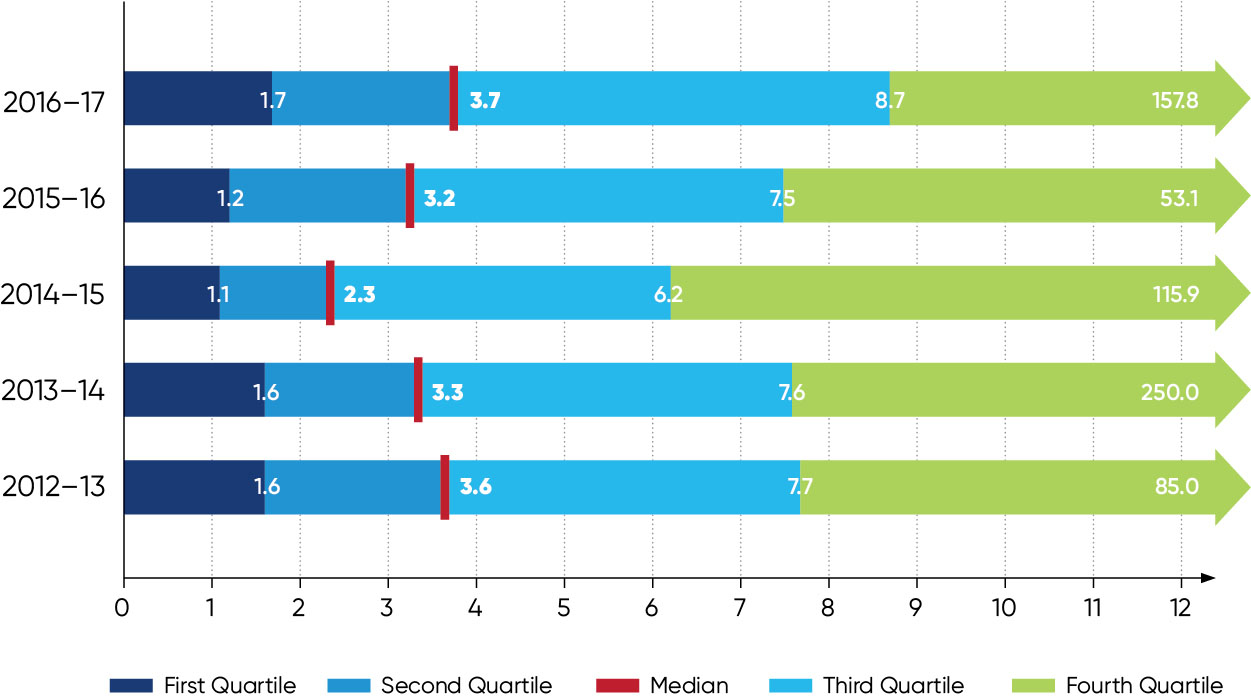 2016–17 1.7 3.7 8.7 157.8
2015–16 1.2 3.2 7.5 53.1
2014–15 1.1 2.3 6.2 115.9
2013–14 1.6 3.3 7.6 250.0
2012–13 1.6 3.6 7.7 85.0
0 1 2 3 4 5 6 7 8 9 10 11 12
First Quartile Second Quartile Median Third Quartile Fourth Quartile